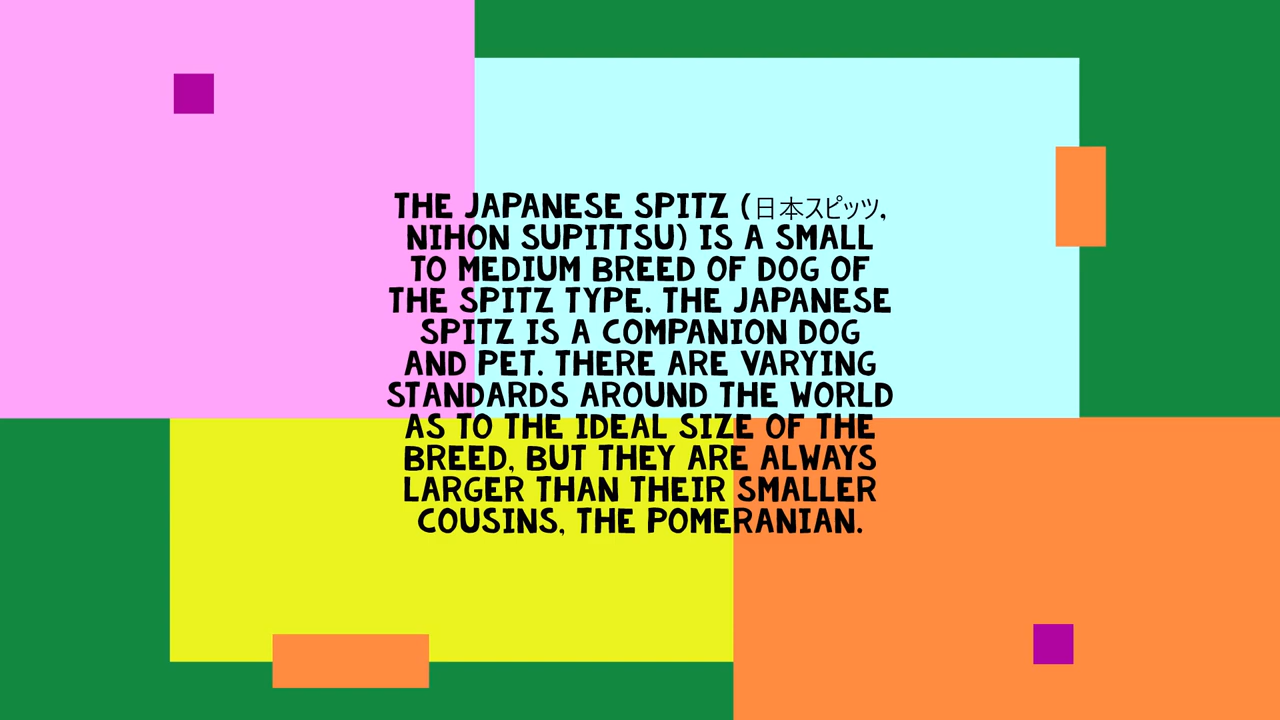 THE JAPANESE SPITZ (日本スピッツ,
NIHON SUPITTSU) IS A SMALL
TO MEDIUM BREED OF DOG OF
THE SPITZ TYPE. THE JAPANESE
SPITZ IS A COMPANION DOG
AND PET. THERE ARE VARYING
STANDARDS AROUND THE WORLD
AS TO THE IDEAL SIZE OF THE
BREED, BUT THEY ARE ALWAYS
LARGER THAN THEIR SMALLER
COUSINS, THE POMERANIAN.